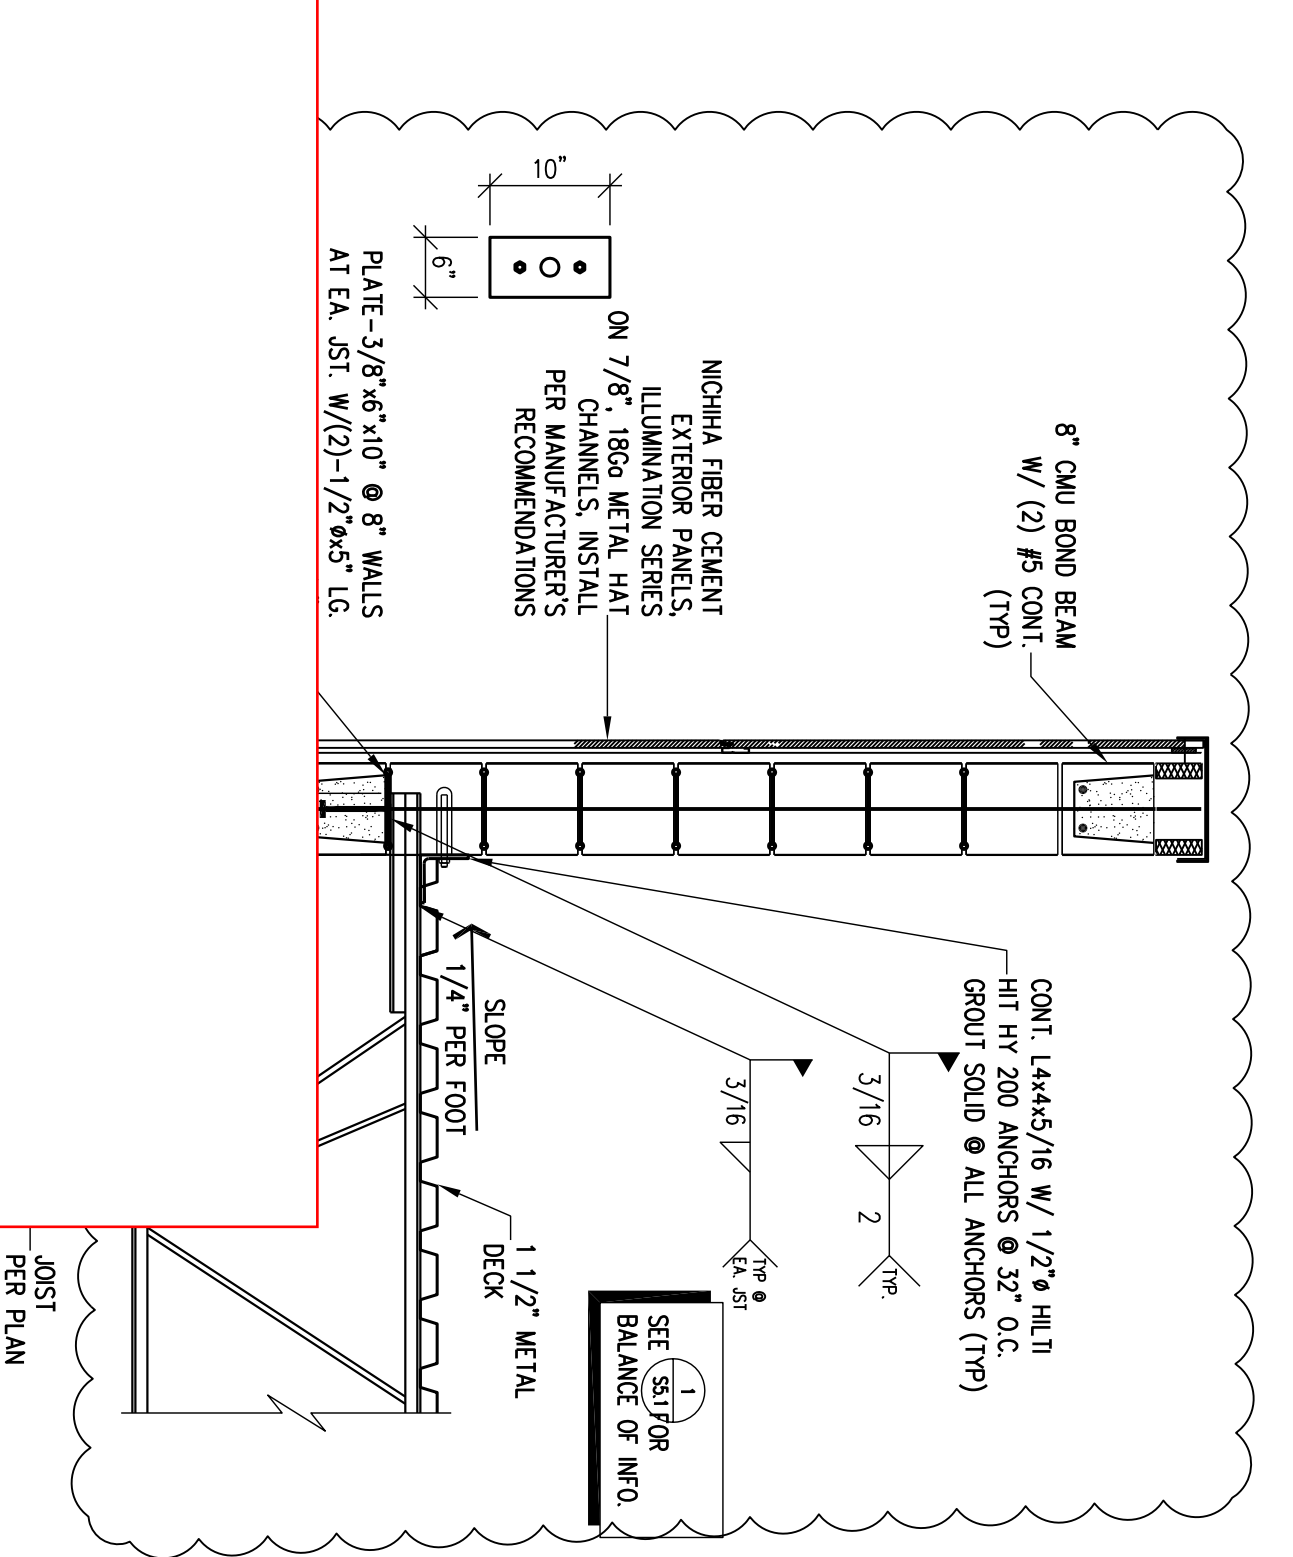 8" CMU BOND BEAM
W/ (2) #5 CONT.
(TYP)
NICHIHA FIBER CEMENT
EXTERIOR PANELS,
ILLUMINATION SERIES
ON 7/8", 18Ga METAL HAT
CHANNELS, INSTALL
PER MANUFACTURER'S
RECOMMENDATIONS
10"
6"
PLATE-3/8"x6"x10" @ 8" WALLS
AT EA. JST. W/(2)-1/2"øx5" LG.
CONT. L4x4x5/16 W/ 1/2"ø HILTI
HIT HY 200 ANCHORS @ 32" O.C.
GROUT SOLID @ ALL ANCHORS (TYP)
3/16
2
TYP.
3/16
TYP @
EA. JST
SLOPE
1/4" PER FOOT
1 1/2" METAL
DECK
SEE 1 FOR
S5.1
BALANCE OF INFO.
JOIST
PER PLAN